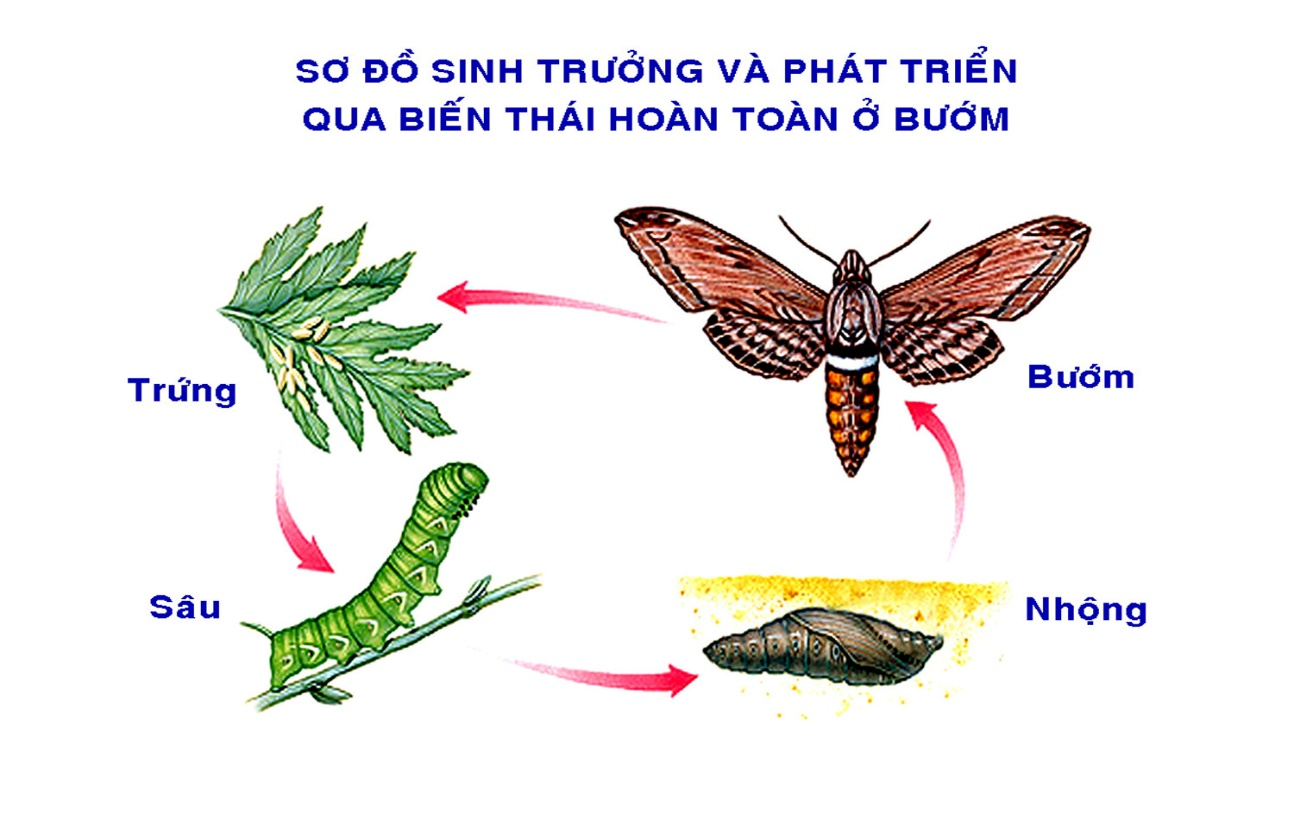 SƠ ĐỒ SINH TRƯỞNG VÀ PHÁT TRIỂN
QUA BIẾN THÁI HOÀN TOÀN Ở BƯỚM
Trứng
Bướm
Sâu
Nhộng